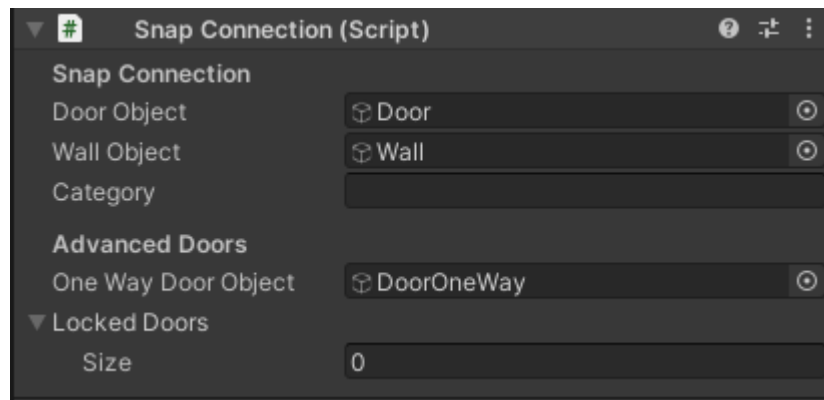 # Snap Connection (Script)
Snap Connection
Door Object Door
Wall Object Wall
Category
Advanced Doors
One Way Door Object DoorOneWay
Locked Doors
Size 0